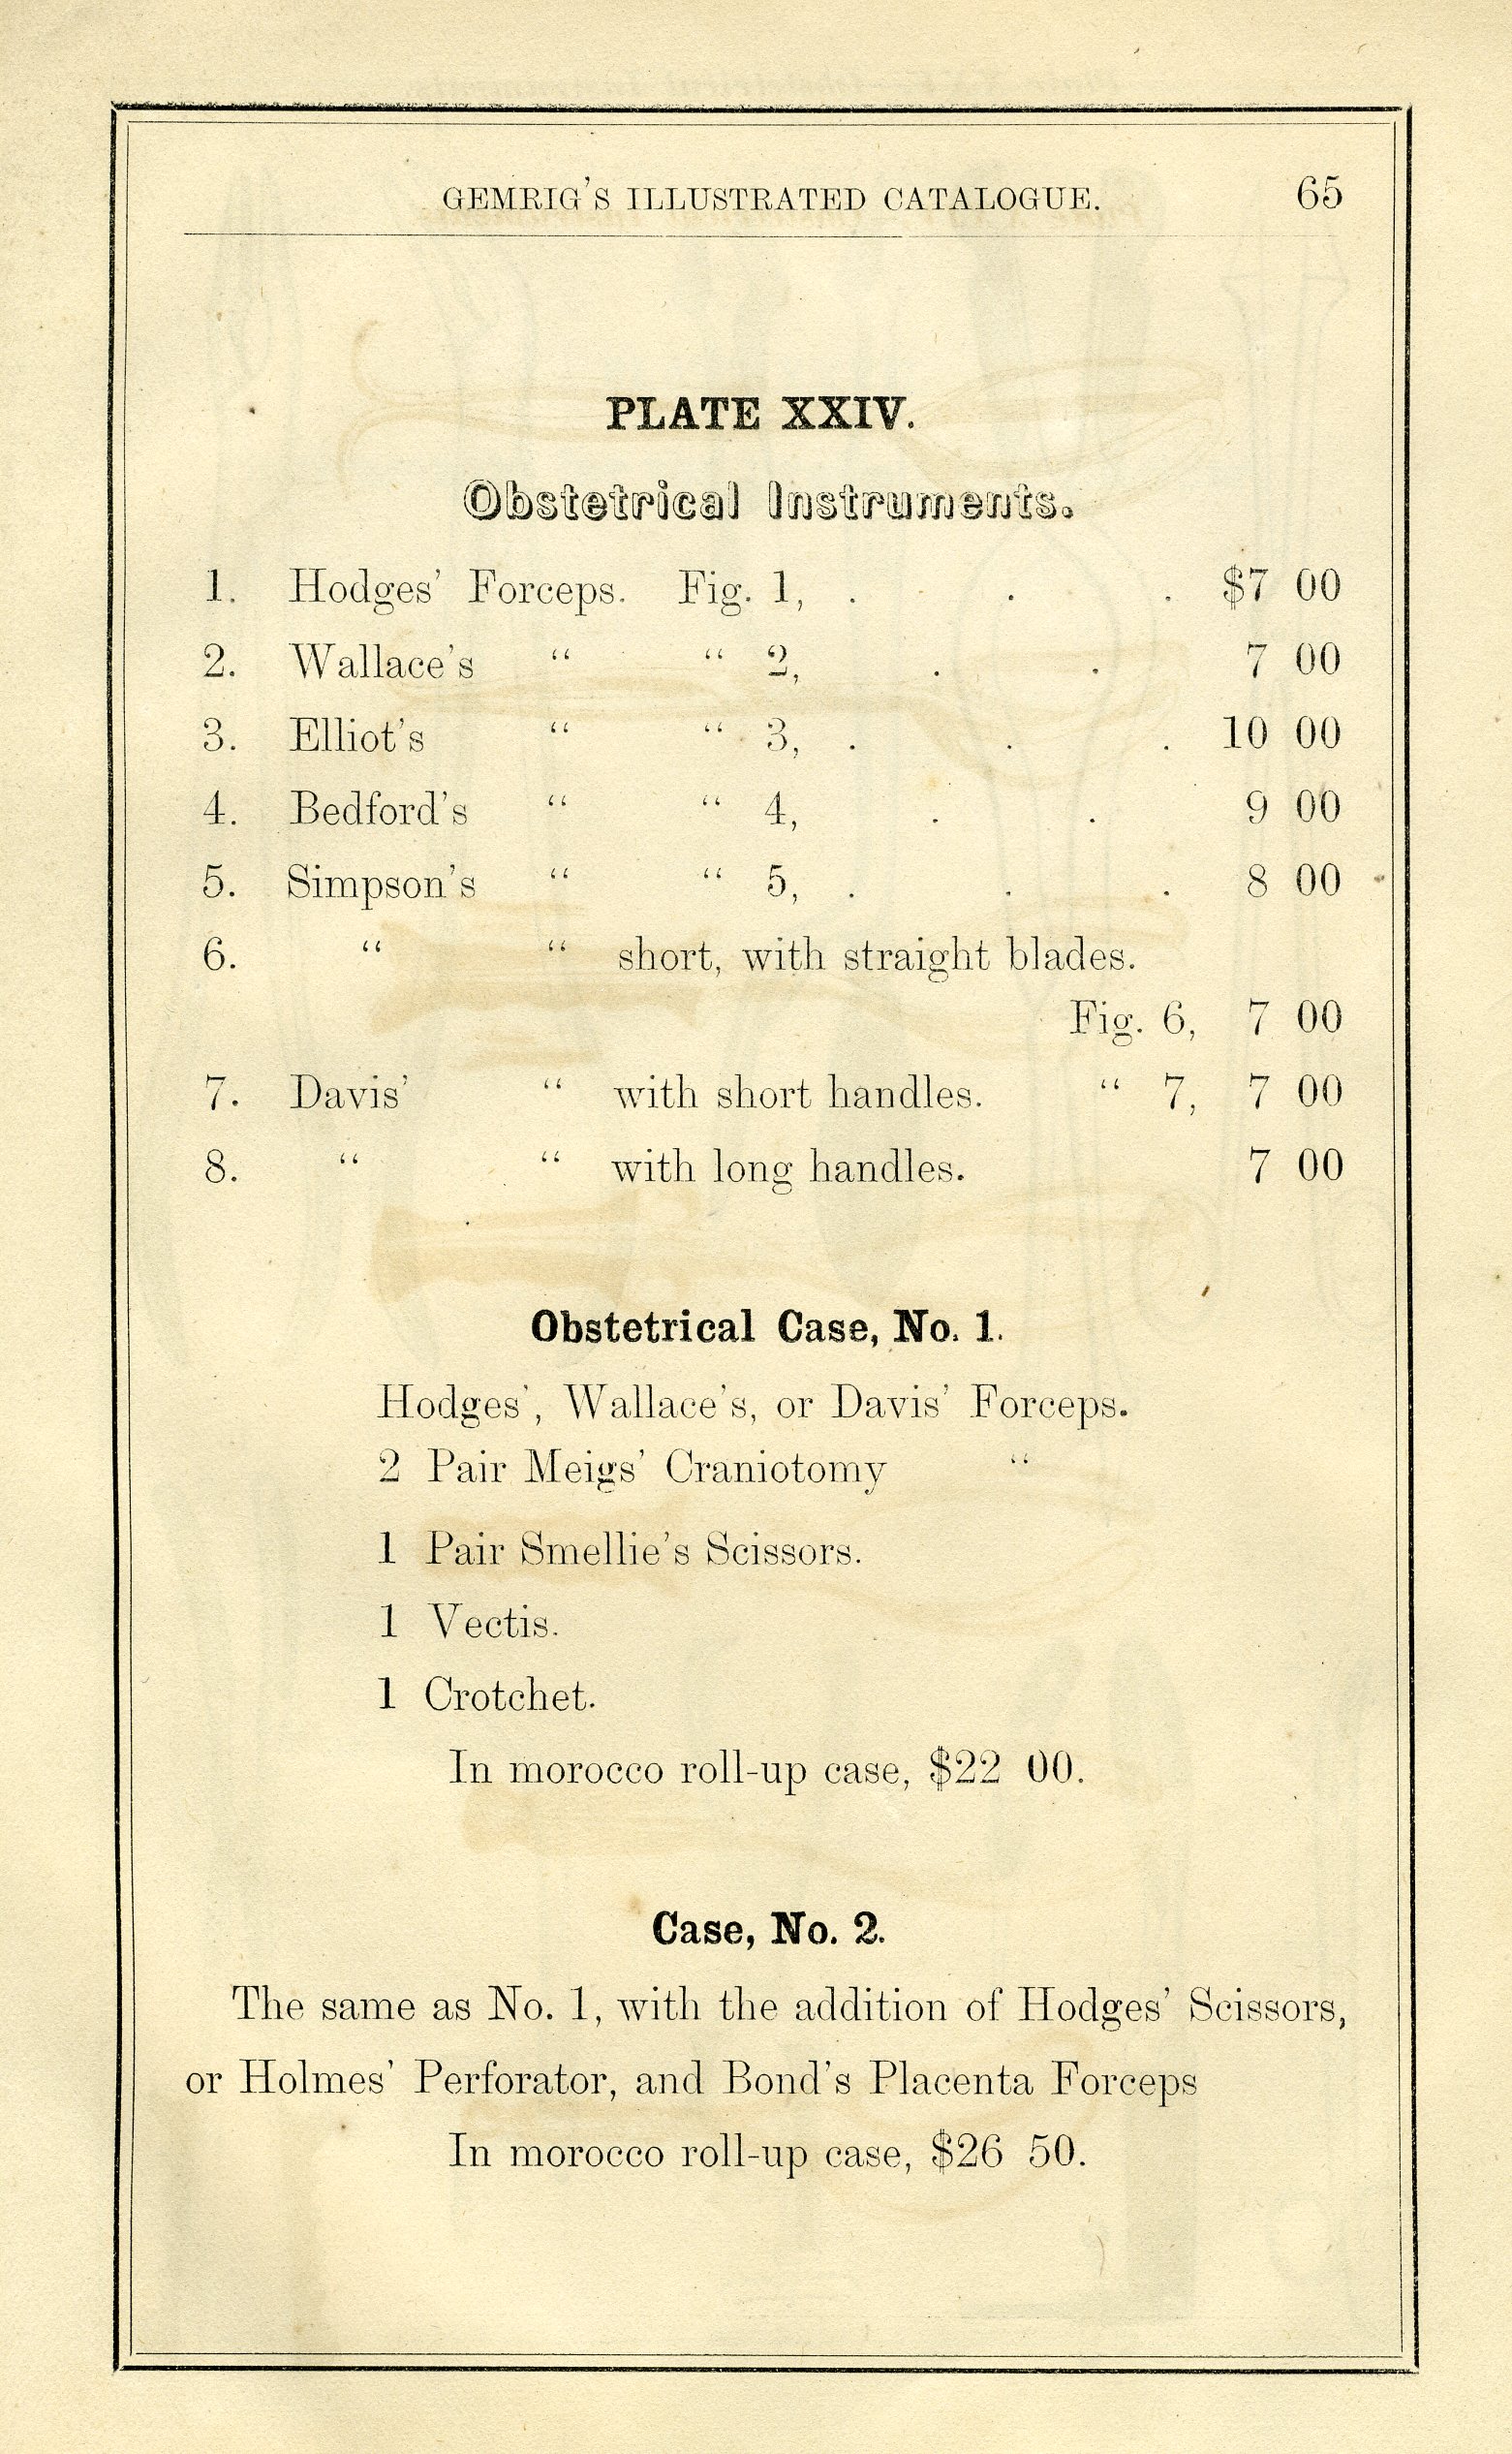 GEMRIG'S ILLUSTRATED CATALOGUE. 65
PLATE XXIV.
Obstetrical Instruments.
1. Hodges' Forceps. Fig. 1, . . . $7 00
2. Wallace's “ “ 2, . . 7 00
3. Elliot's “ “ 3, . . . 10 00
4. Bedford's “ “ 4, . . 9 00
5. Simpson's “ “ 5, . . . 8 00
6. “ “ short, with straight blades.
Fig. 6, 7 00
7. Davis' “ with short handles. “ 7, 7 00
8. “ “ with long handles. 7 00
Obstetrical Case, No. 1.
Hodges', Wallace's, or Davis' Forceps.
2 Pair Meigs' Craniotomy “
1 Pair Smellie's Scissors.
1 Vectis.
1 Crotchet.
In morocco roll-up case, $22 00.
Case, No. 2.
The same as No. 1, with the addition of Hodges' Scissors,
or Holmes' Perforator, and Bond's Placenta Forceps
In morocco roll-up case, $26 50.